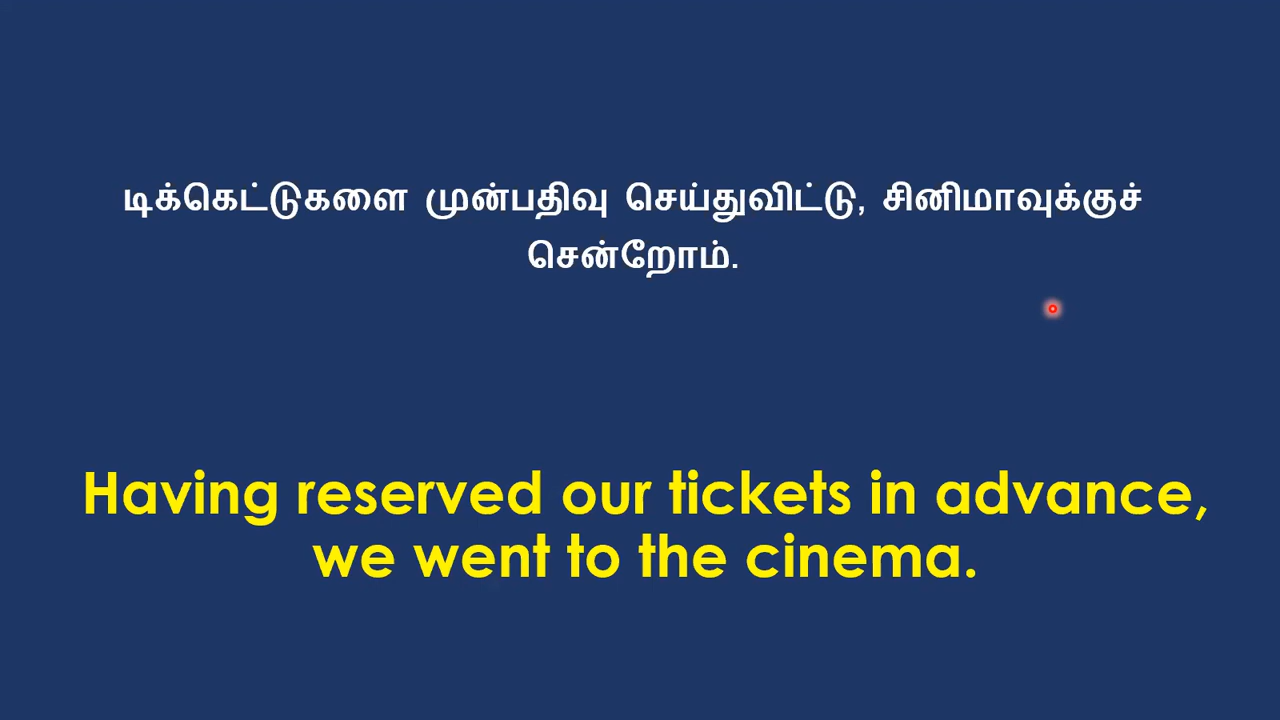 டிக்கெட்டுகளை முன்பதிவு செய்துவிட்டு, சினிமாவுக்குச்
சென்றோம்.
Having reserved our tickets in advance,
we went to the cinema.